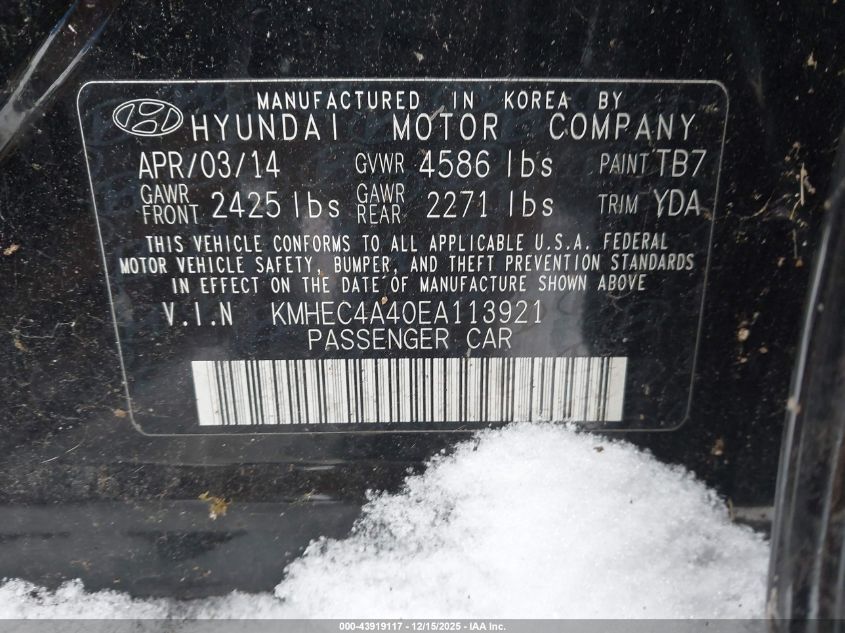 MANUFACTURED IN KOREA BY
HYUNDAI MOTOR COMPANY
APR/03/14 GVWR 4586 lbs PAINT TB7
GAWR FRONT 2425 lbs GAWR REAR 2271 lbs TRIM YDA
THIS VEHICLE CONFORMS TO ALL APPLICABLE U.S.A. FEDERAL
MOTOR VEHICLE SAFETY, BUMPER, AND THEFT PREVENTION STANDARDS
IN EFFECT ON THE DATE OF MANUFACTURE SHOWN ABOVE
V.I.N KMHEC4A40EA113921
PASSENGER CAR
000-43919117 - 12/15/2025 - IAA Inc.